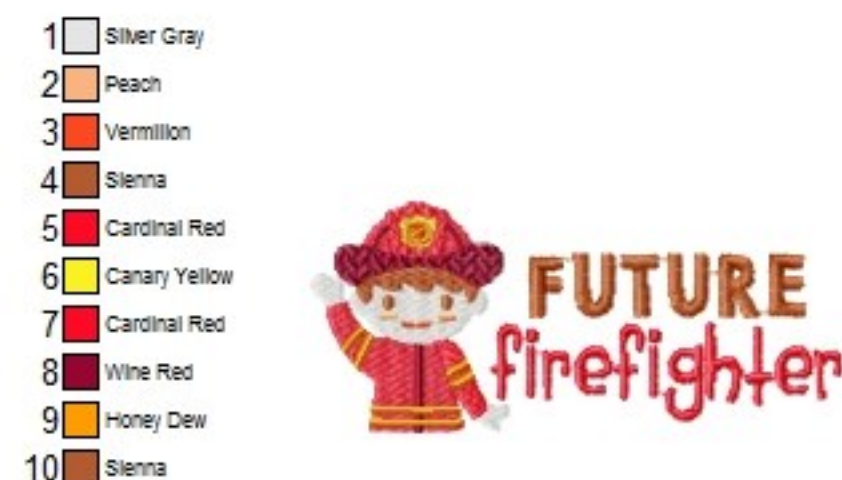 1 Silver Gray
2 Peach
3 Vermilion
4 Sienna
5 Cardinal Red
6 Canary Yellow
7 Cardinal Red
8 Wine Red
9 Honey Dew
10 Sienna
FUTURE
firefighter